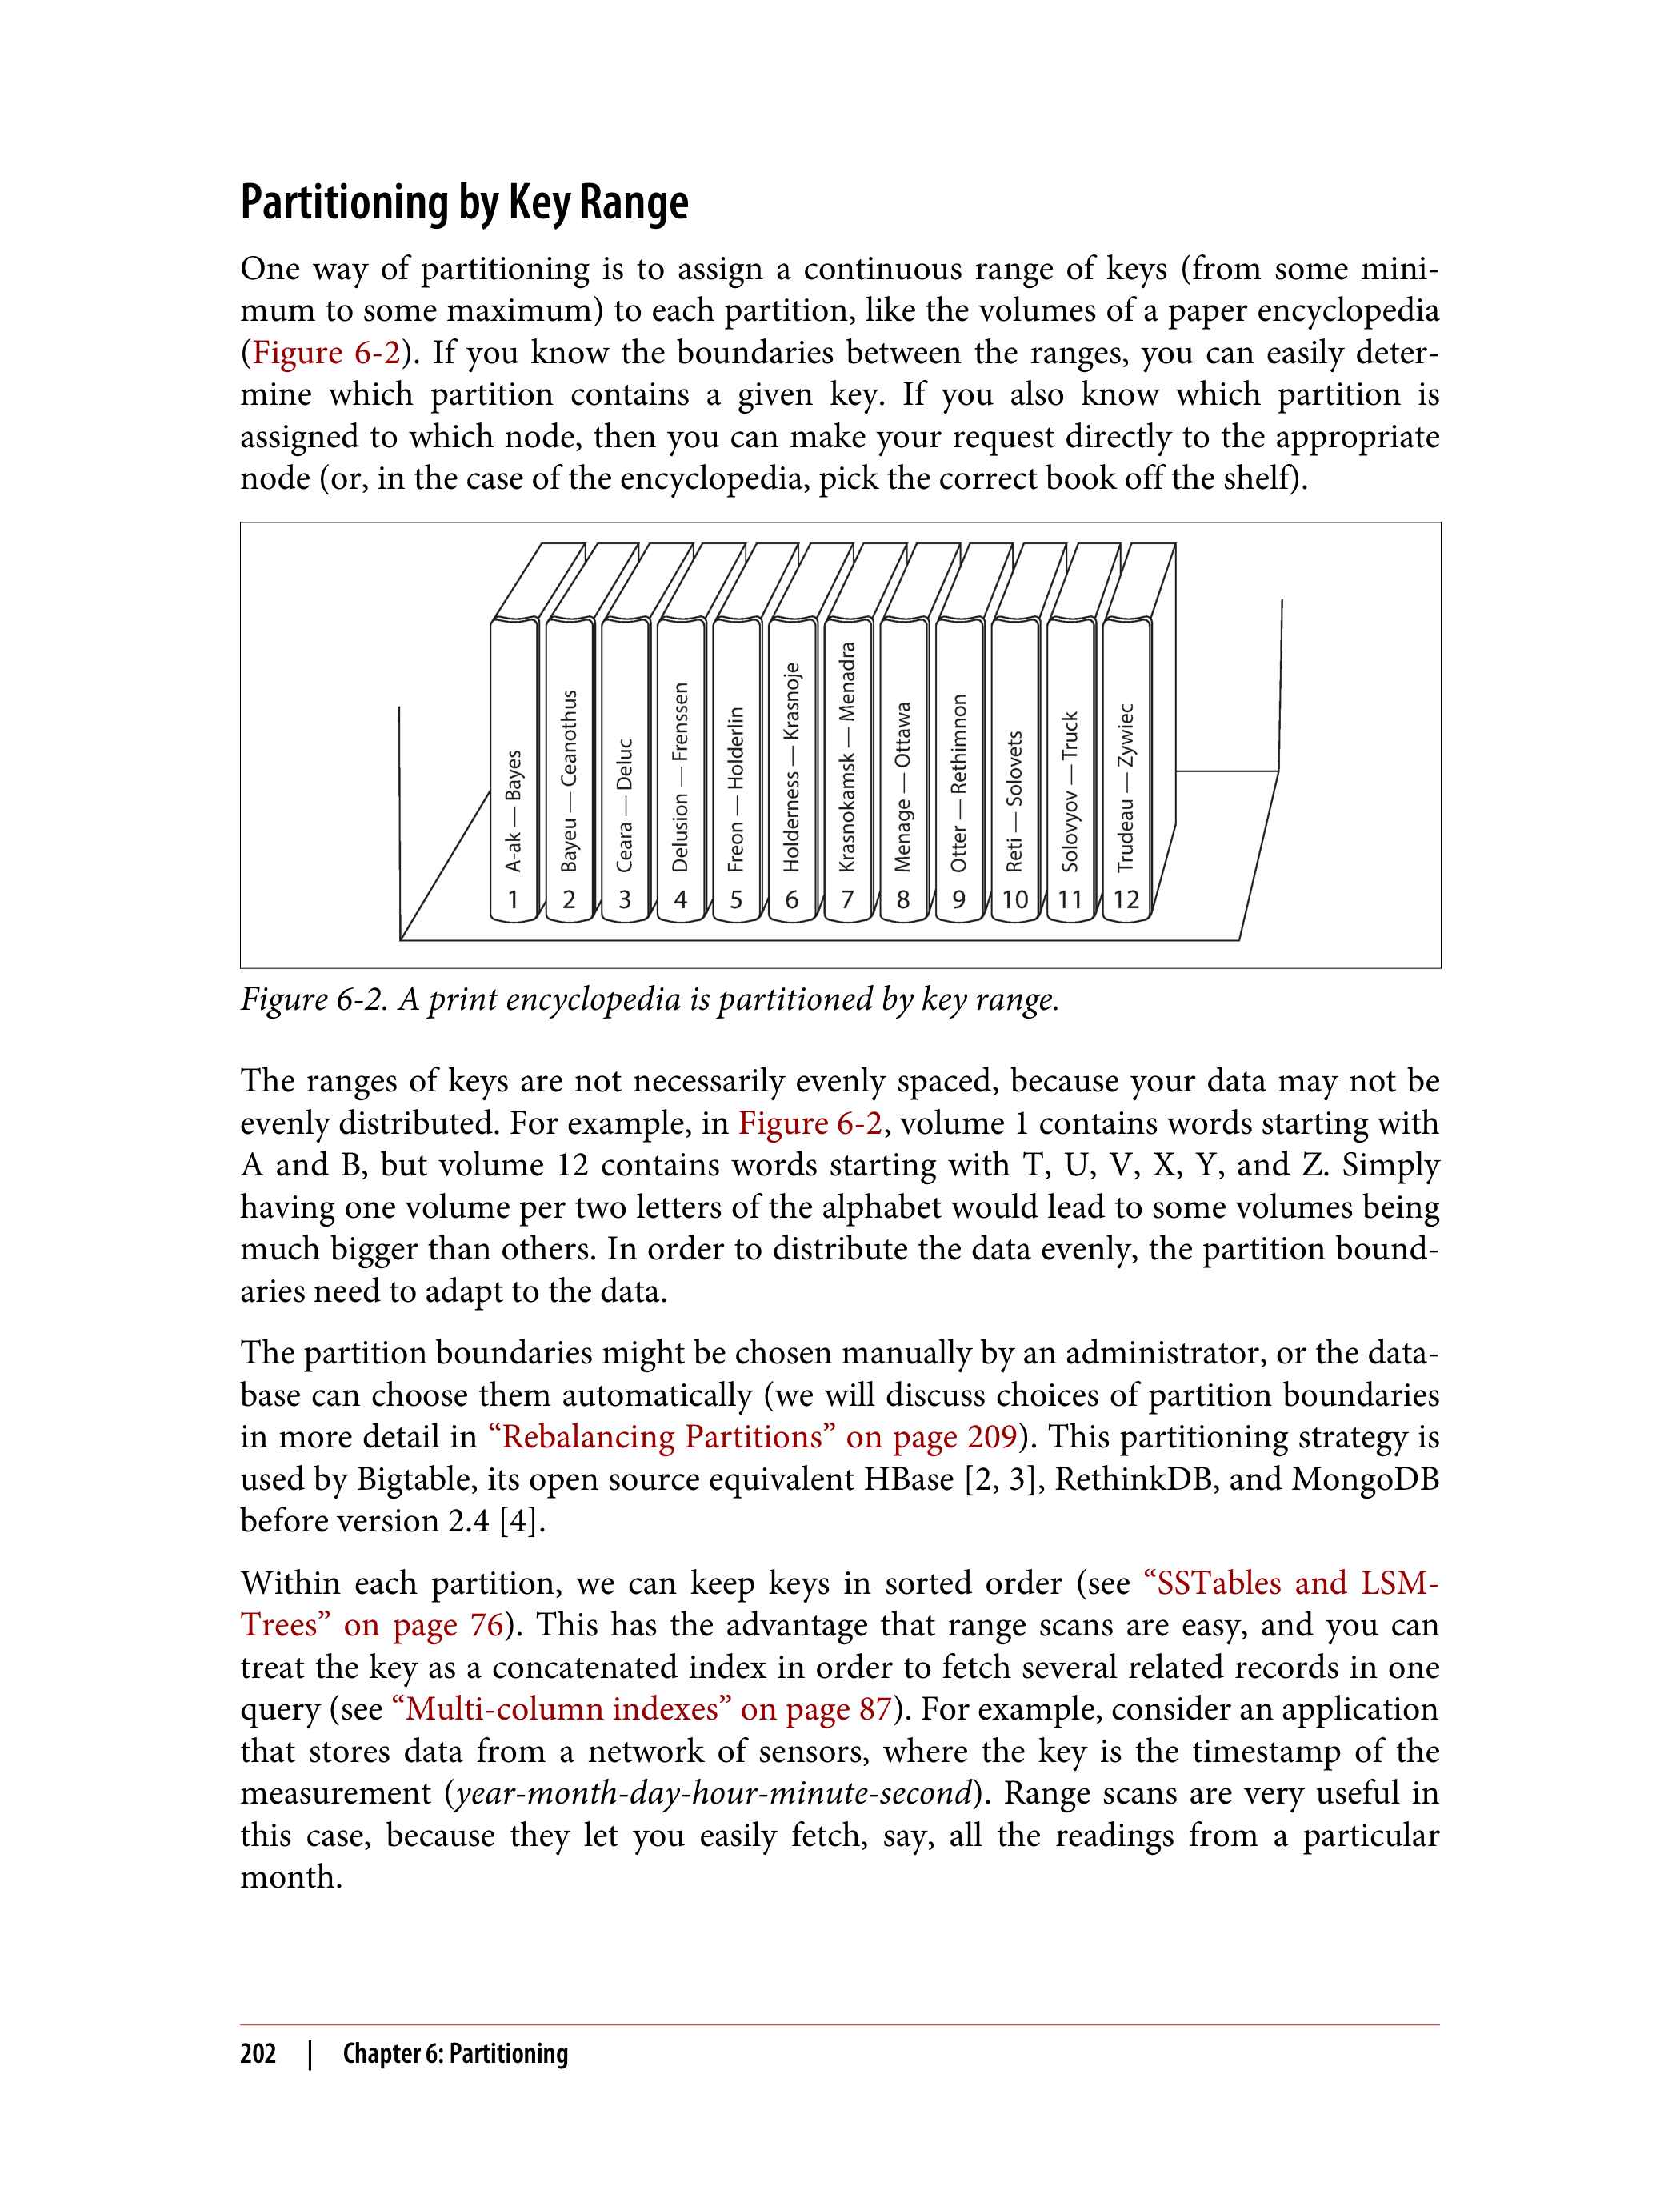 Partitioning by Key Range
One way of partitioning is to assign a continuous range of keys (from some mini-
mum to some maximum) to each partition, like the volumes of a paper encyclopedia
(Figure 6-2). If you know the boundaries between the ranges, you can easily deter-
mine which partition contains a given key. If you also know which partition is
assigned to which node, then you can make your request directly to the appropriate
node (or, in the case of the encyclopedia, pick the correct book off the shelf).
1 A-ak — Bayes
2 Bayeu — Ceanothus
3 Ceara — Deluc
4 Delusion — Frenssen
5 Freon — Holderlin
6 Holderness — Krasnoje
7 Krasnokamsk — Menadra
8 Menage — Ottawa
9 Otter — Rethimnon
10 Reti — Solovets
11 Solovyov — Truck
12 Trudeau — Zywiec
Figure 6-2. A print encyclopedia is partitioned by key range.
The ranges of keys are not necessarily evenly spaced, because your data may not be
evenly distributed. For example, in Figure 6-2, volume 1 contains words starting with
A and B, but volume 12 contains words starting with T, U, V, X, Y, and Z. Simply
having one volume per two letters of the alphabet would lead to some volumes being
much bigger than others. In order to distribute the data evenly, the partition bound-
aries need to adapt to the data.
The partition boundaries might be chosen manually by an administrator, or the data-
base can choose them automatically (we will discuss choices of partition boundaries
in more detail in “Rebalancing Partitions” on page 209). This partitioning strategy is
used by Bigtable, its open source equivalent HBase [2, 3], RethinkDB, and MongoDB
before version 2.4 [4].
Within each partition, we can keep keys in sorted order (see “SSTables and LSM-
Trees” on page 76). This has the advantage that range scans are easy, and you can
treat the key as a concatenated index in order to fetch several related records in one
query (see “Multi-column indexes” on page 87). For example, consider an application
that stores data from a network of sensors, where the key is the timestamp of the
measurement (year-month-day-hour-minute-second). Range scans are very useful in
this case, because they let you easily fetch, say, all the readings from a particular
month.
202 | Chapter 6: Partitioning